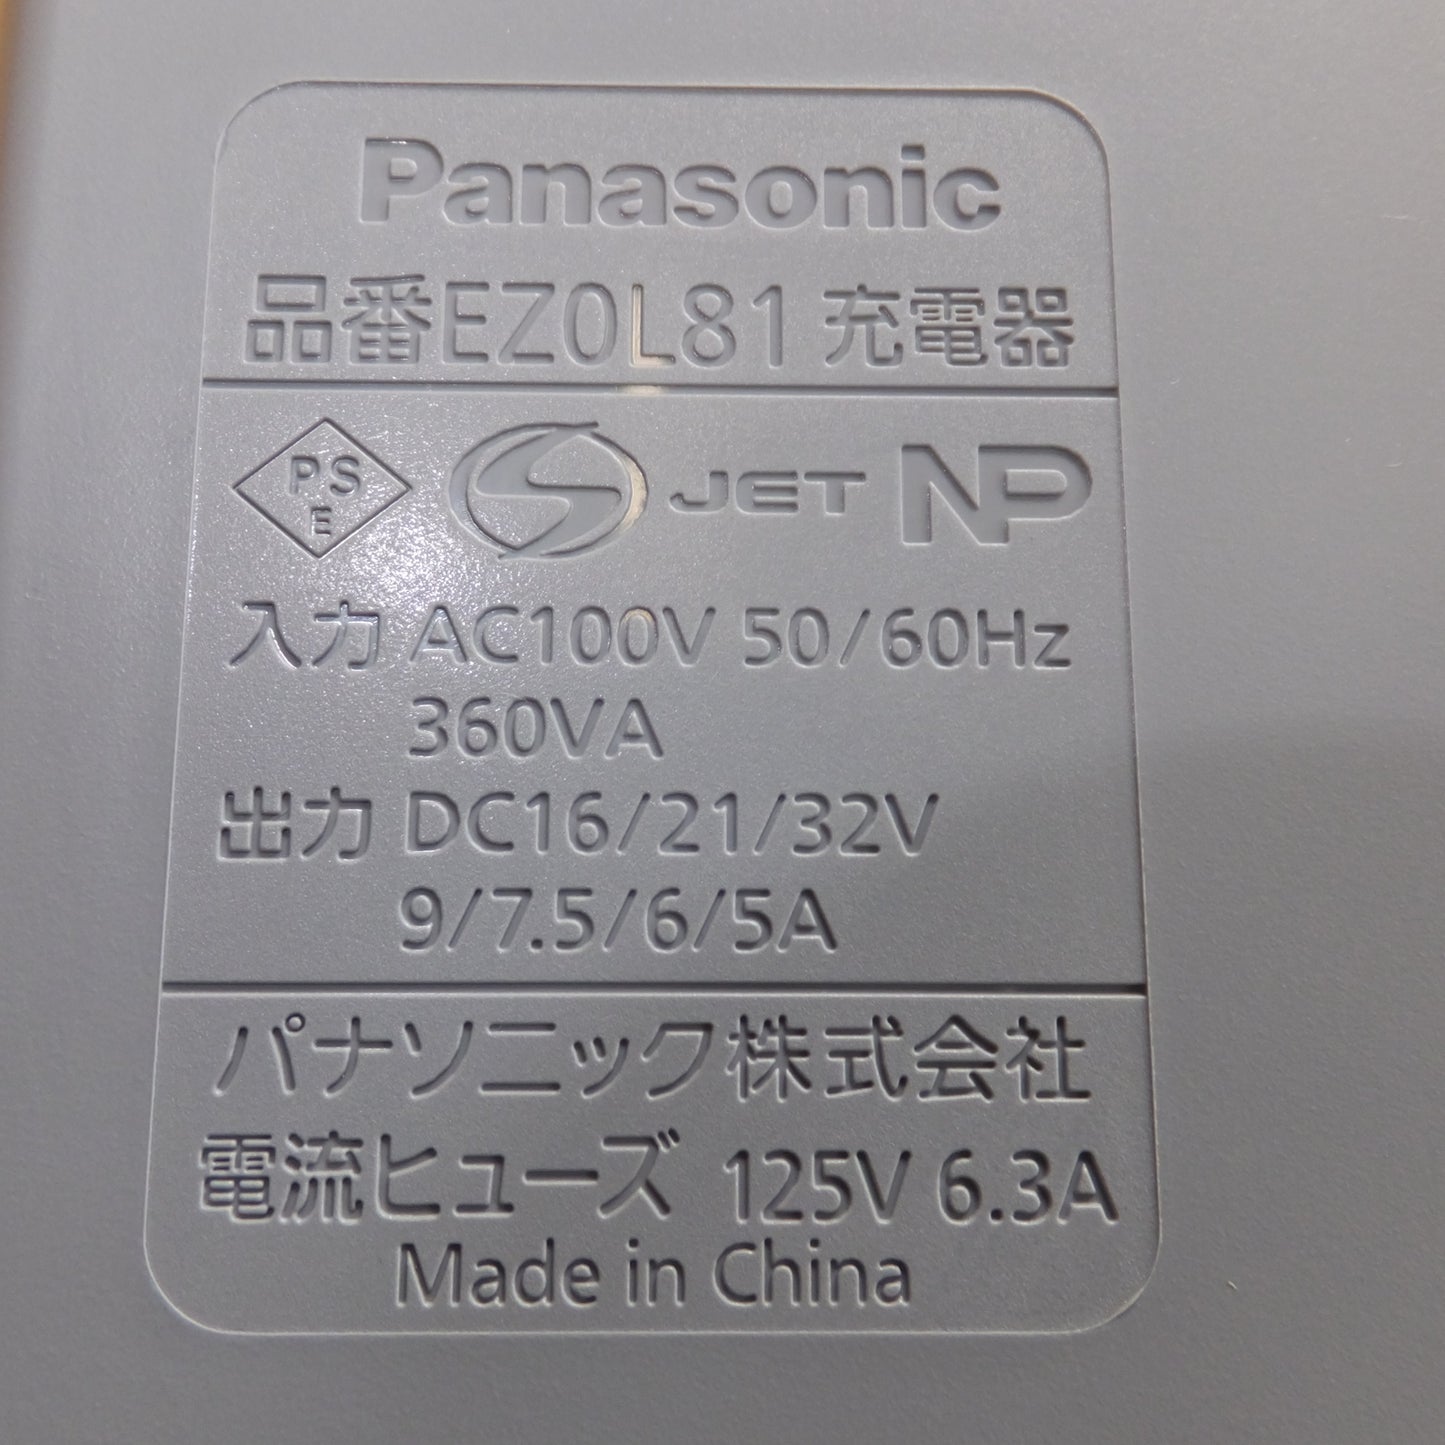 Panasonic
品番EZ0L81 充電器
PS
E
JET NP
入力 AC100V 50/60Hz
360VA
出力 DC16/21/32V
9/7.5/6/5A
パナソニック株式会社
電流ヒューズ 125V 6.3A
Made in China